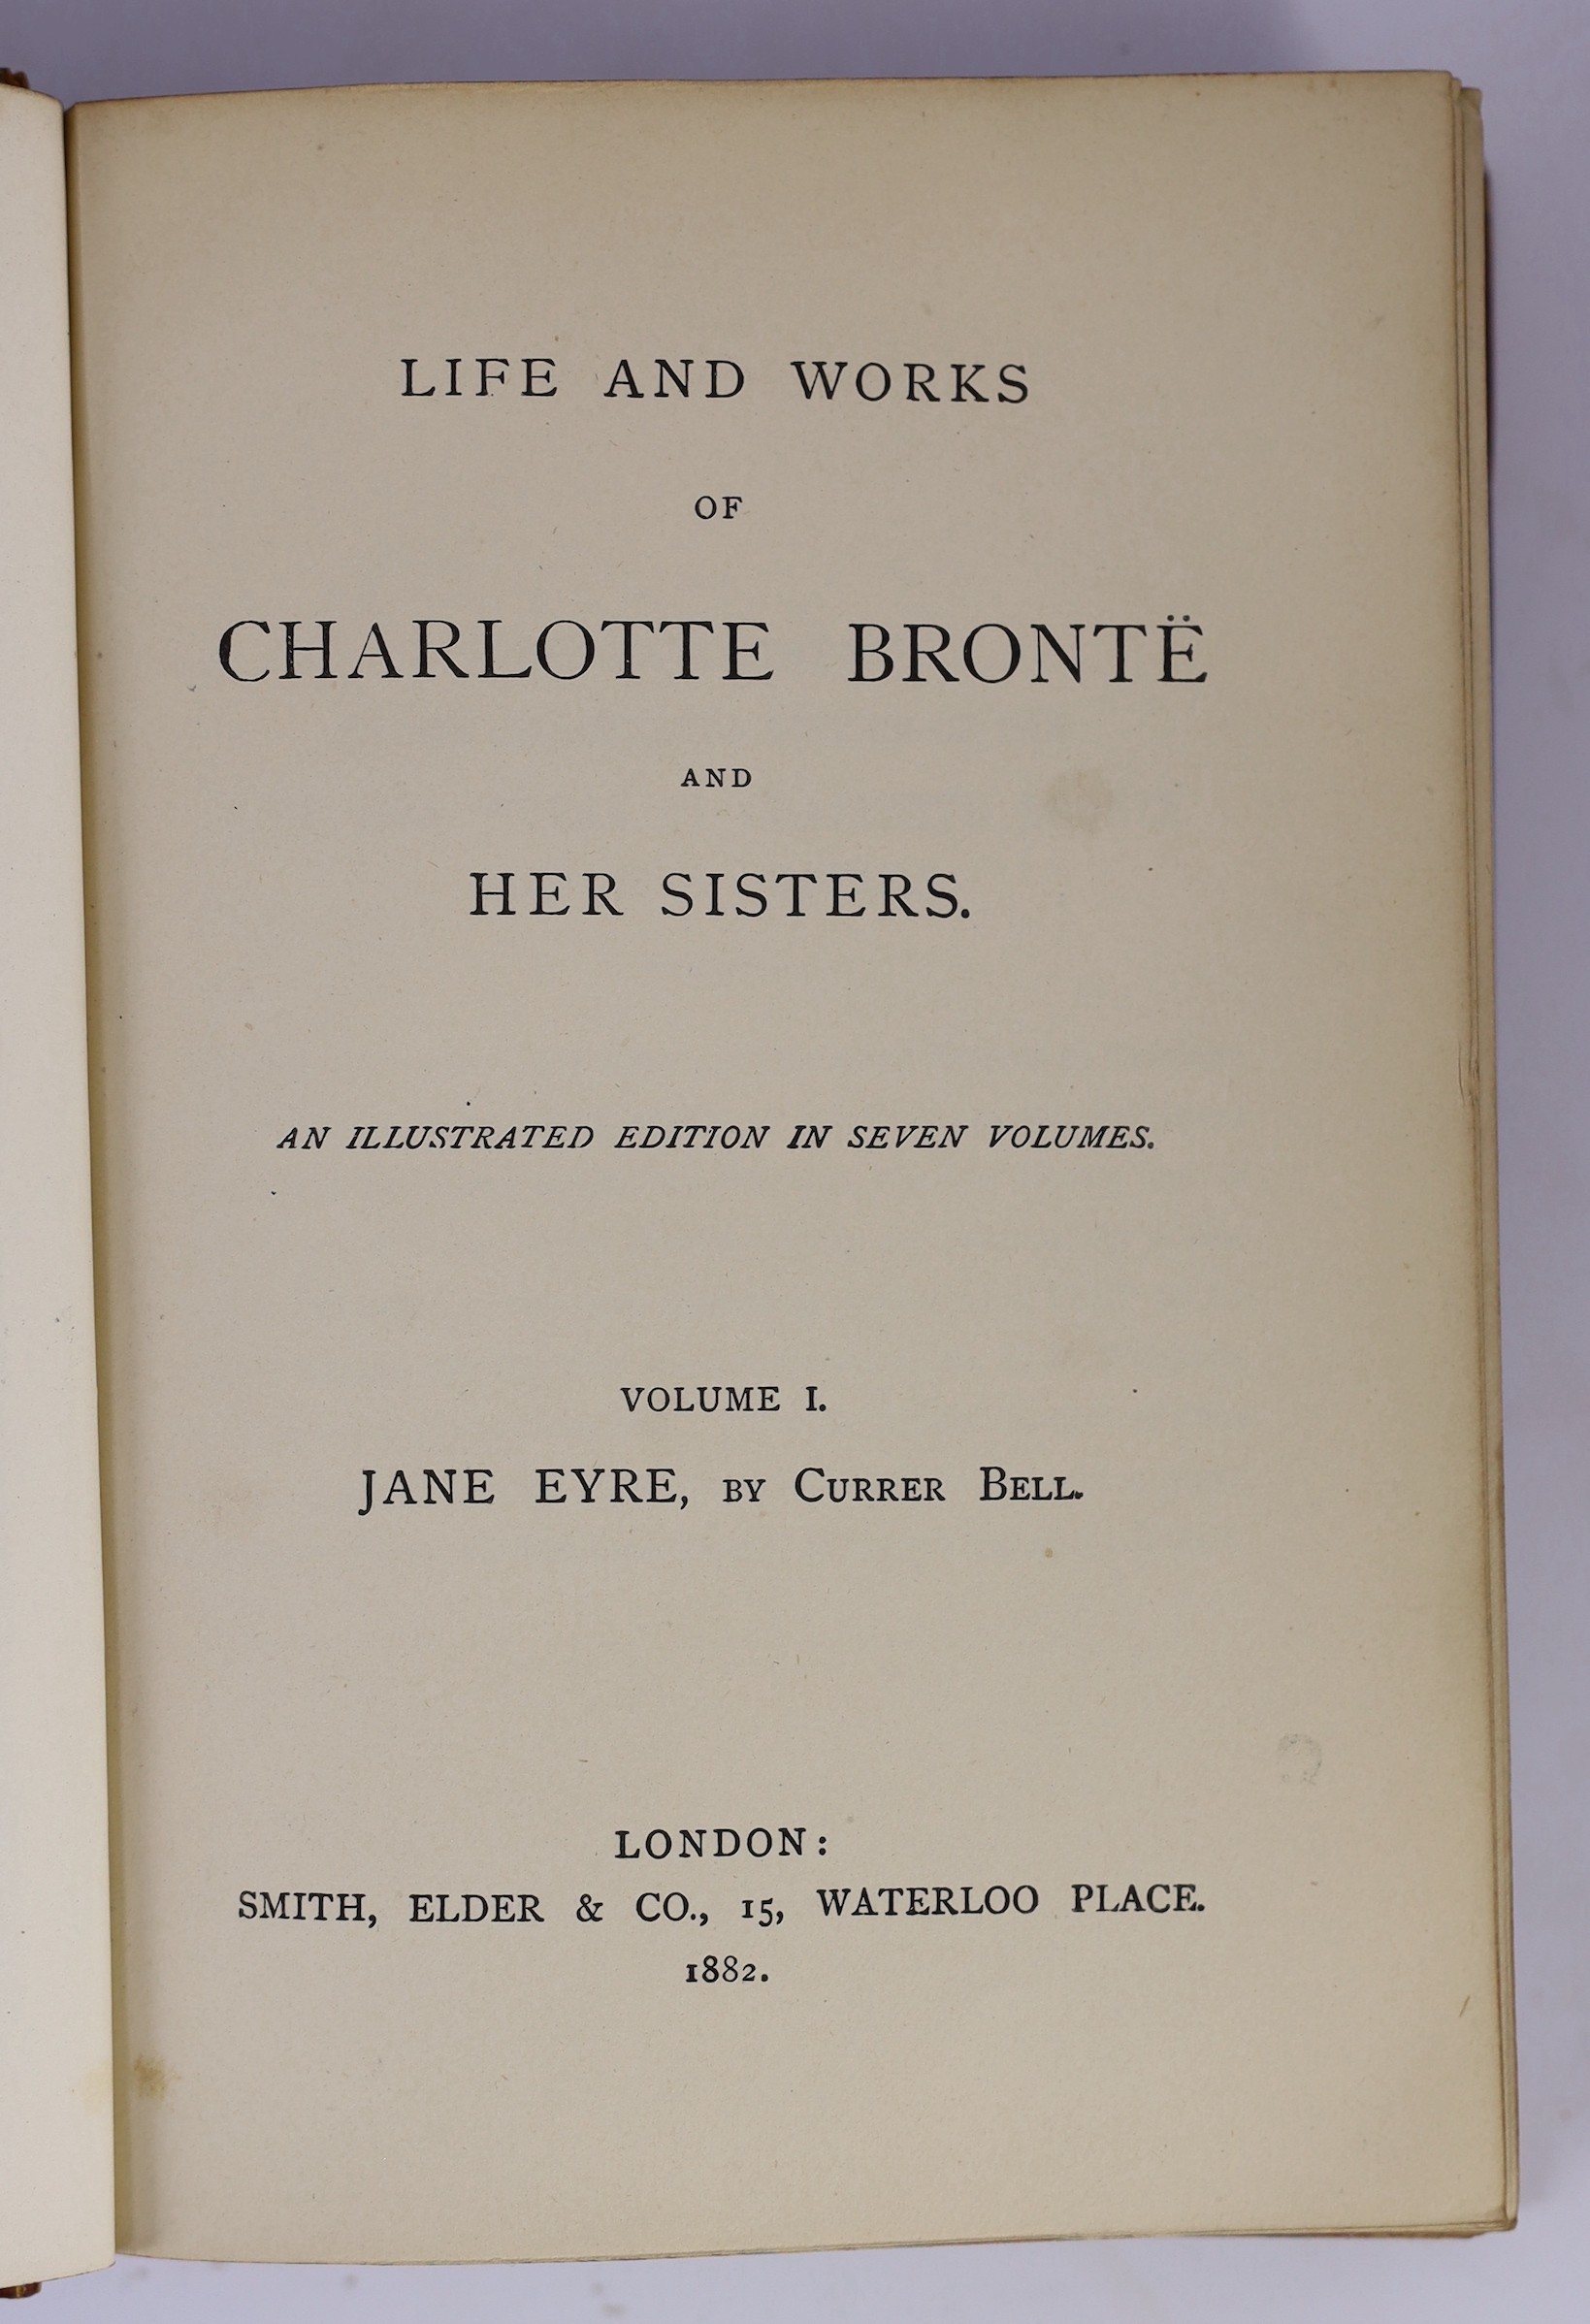 LIFE AND WORKS
OF
CHARLOTTE BRONTË
AND
HER SISTERS.
AN ILLUSTRATED EDITION IN SEVEN VOLUMES.
VOLUME I.
JANE EYRE, BY CURRER BELL.
LONDON:
SMITH, ELDER & CO., 15, WATERLOO PLACE.
1882.